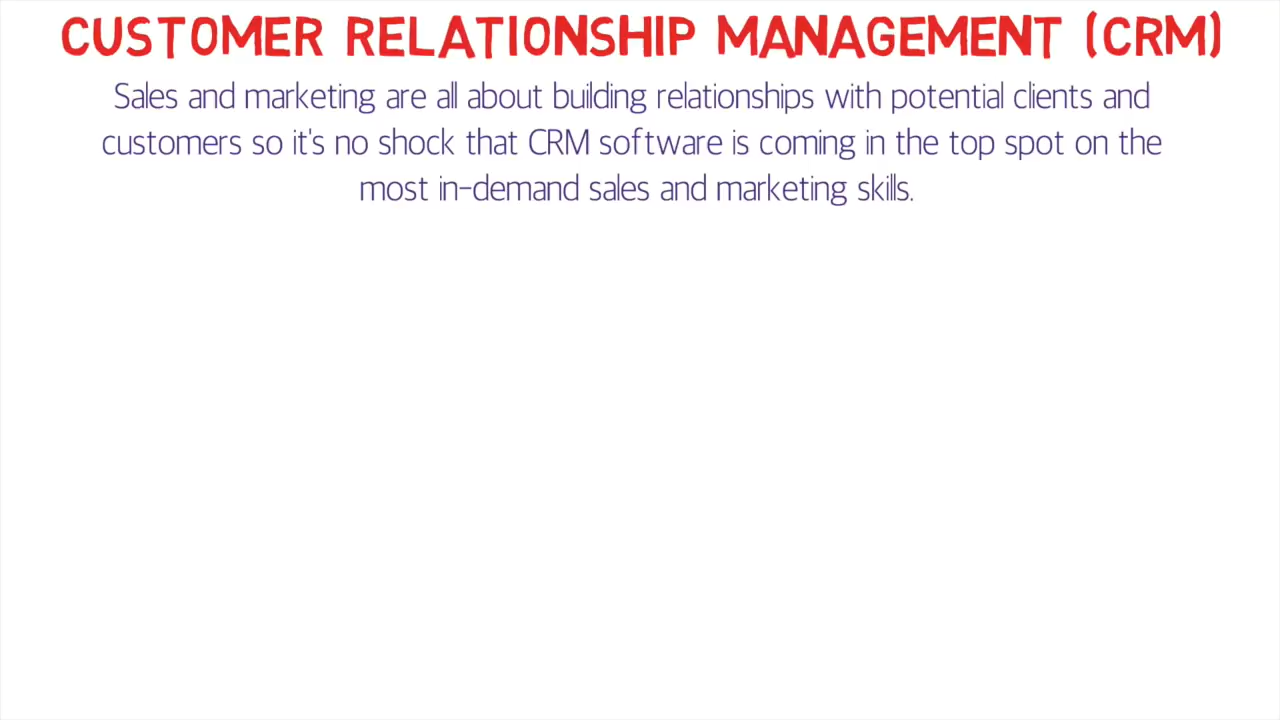 CUSTOMER RELATIONSHIP MANAGEMENT (CRM)
Sales and marketing are all about building relationships with potential clients and
customers so it's no shock that CRM software is coming in the top spot on the
most in-demand sales and marketing skills.